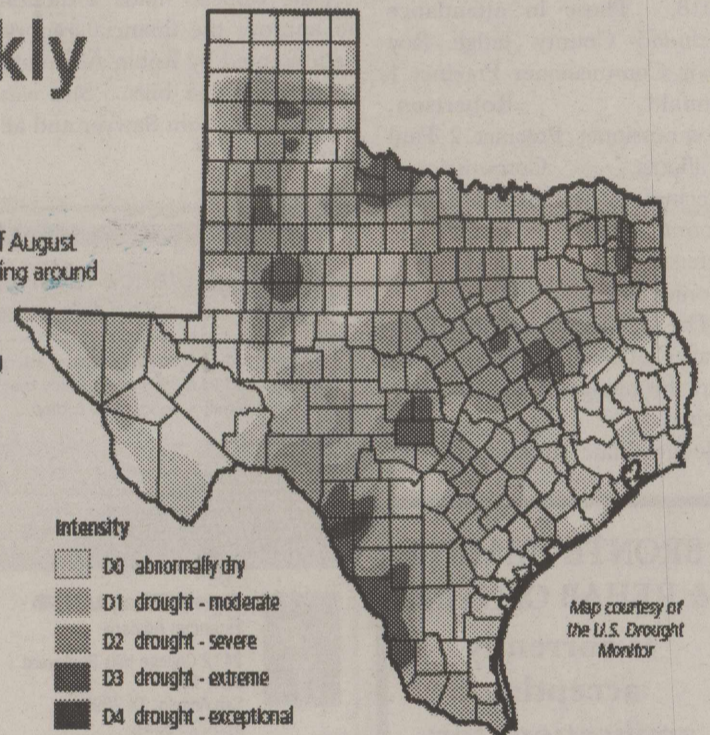 kly
f August
ing around
Intensity
D0 abnormally dry
D1 drought - moderate
D2 drought - severe
D3 drought - extreme
D4 drought - exceptional
Map courtesy of
the U.S. Drought
Monitor